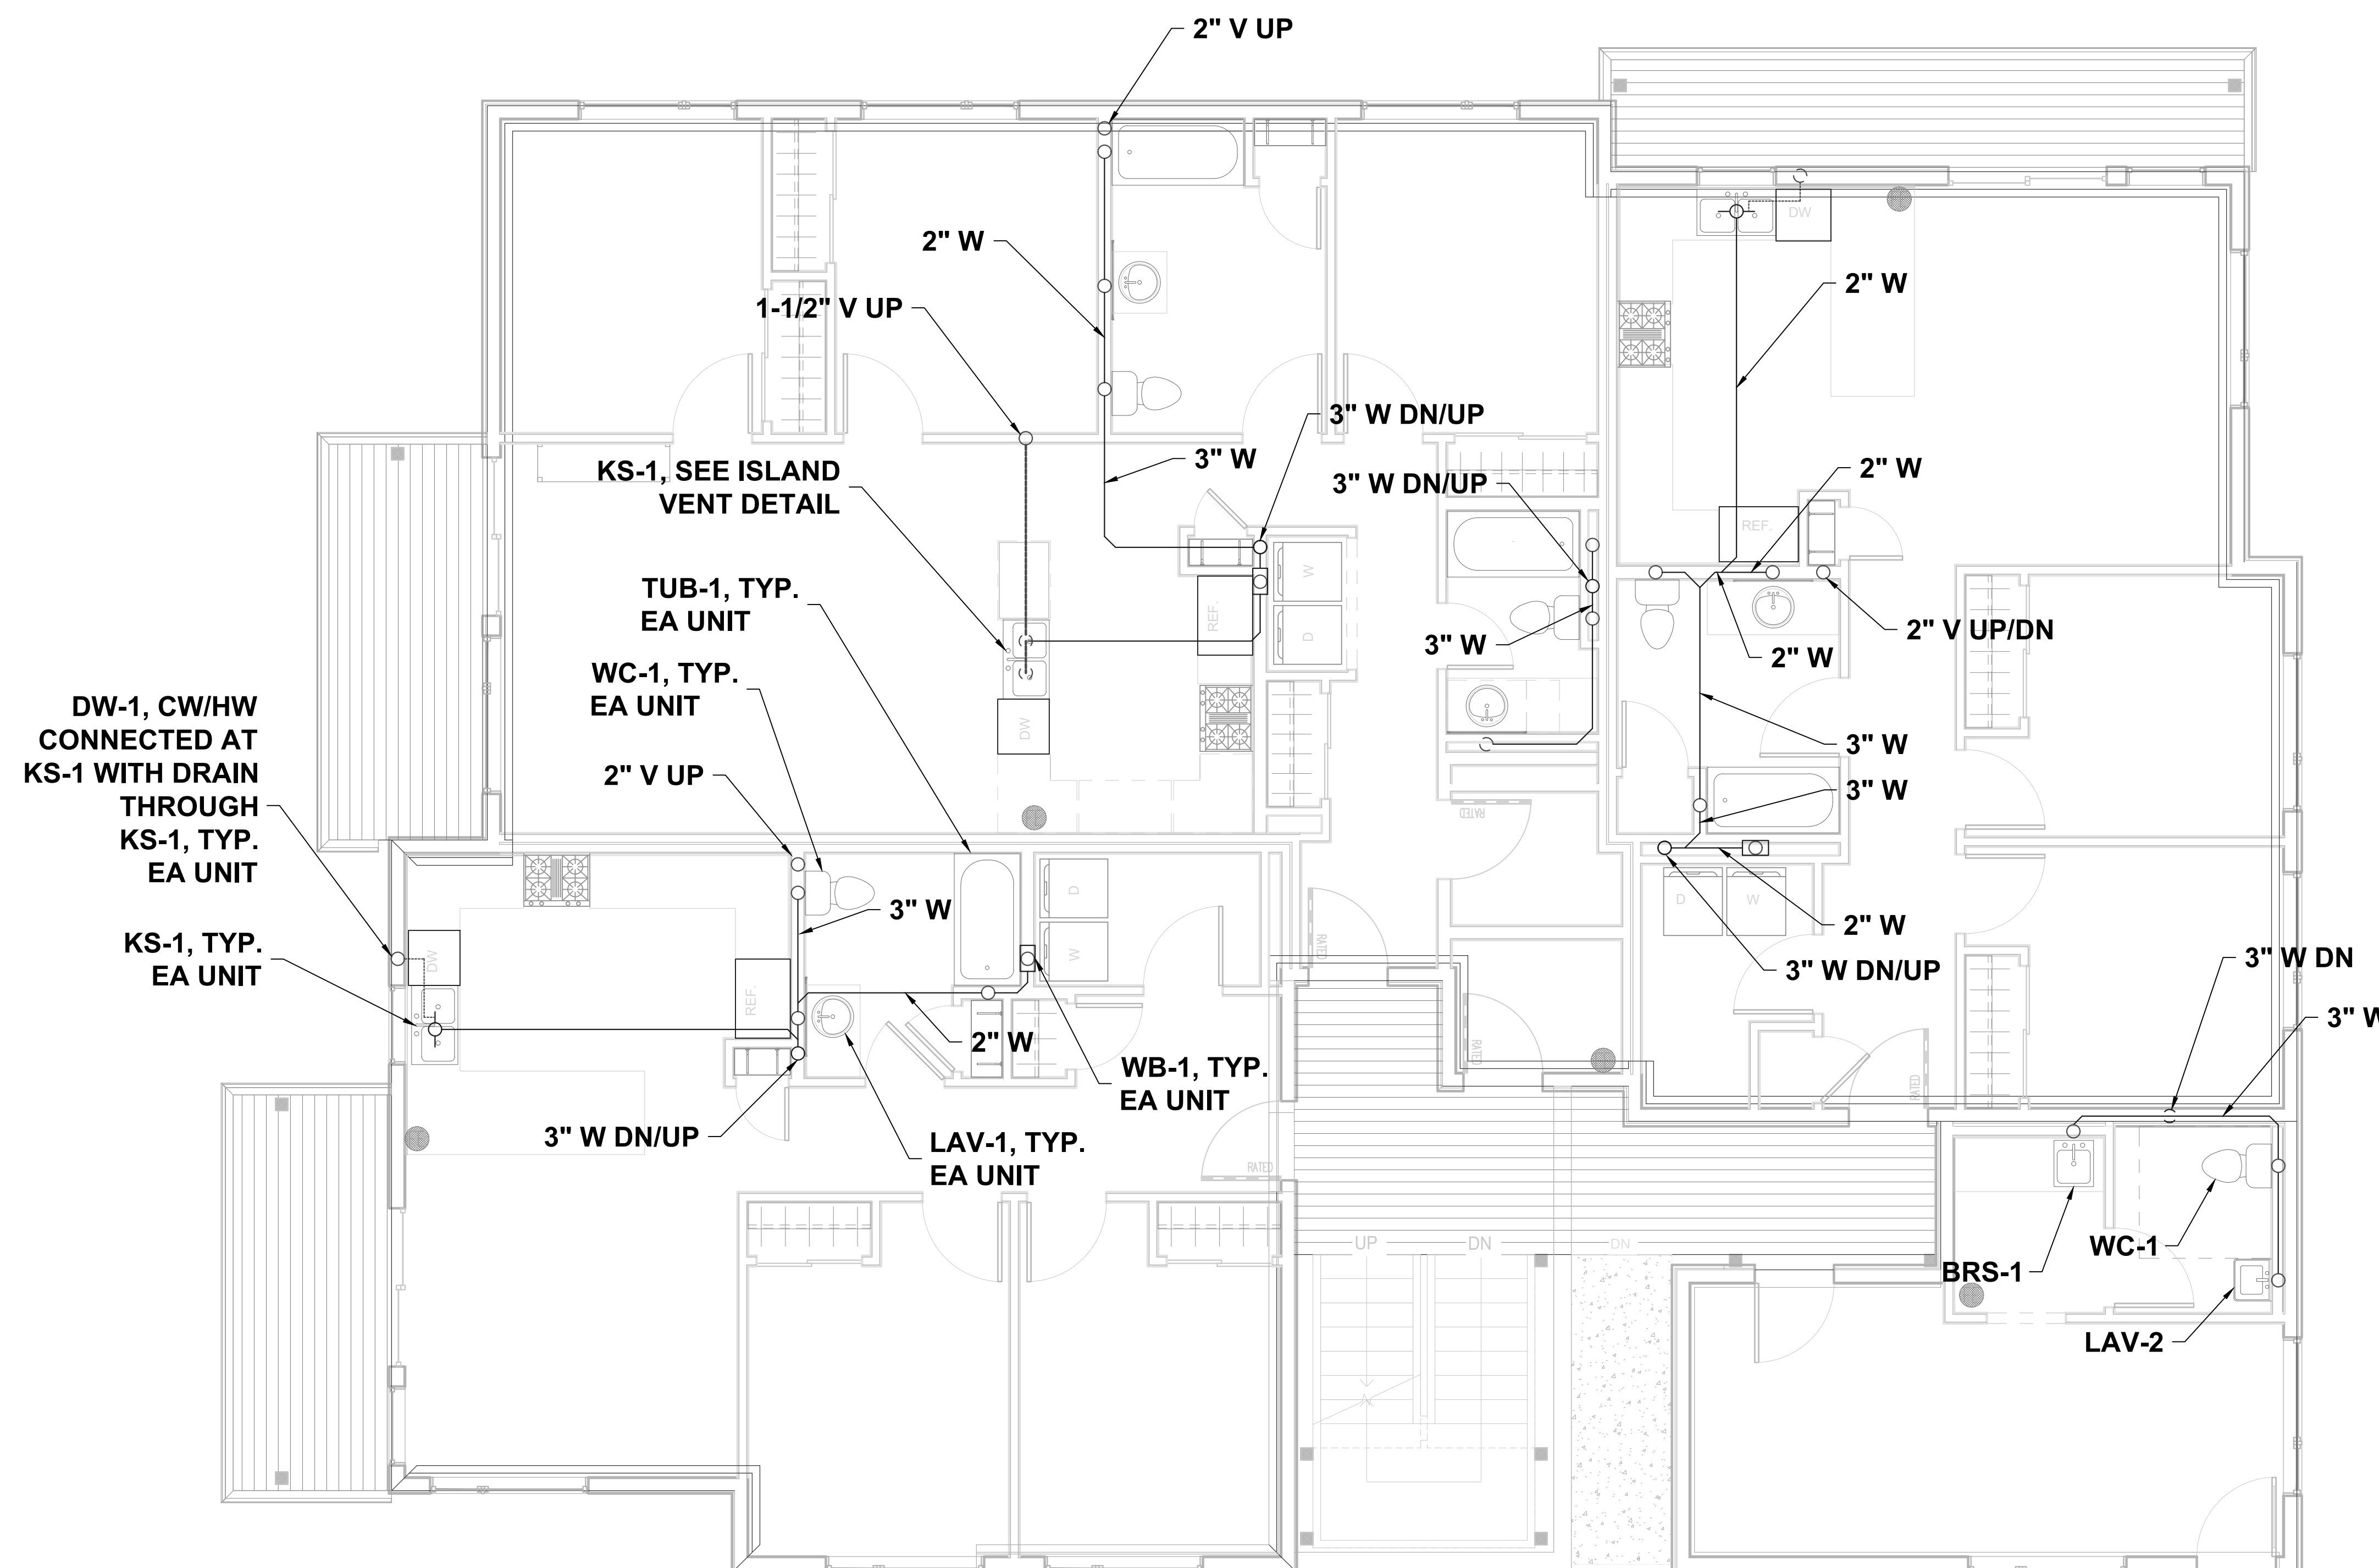 2" V UP
2" W
1-1/2" V UP
DW
2" W
3" W DN/UP
3" W
KS-1, SEE ISLAND
VENT DETAIL
3" W DN/UP
2" W
REF.
W
TUB-1, TYP.
EA UNIT
REF.
D
3" W
2" V UP/DN
2" W
WC-1, TYP.
EA UNIT
DW
DW-1, CW/HW
CONNECTED AT
KS-1 WITH DRAIN
THROUGH
KS-1, TYP.
EA UNIT
2" V UP
3" W
3" W
RATED
D
3" W
D
W
2" W
KS-1, TYP.
EA UNIT
DW
REF.
W
RATED
3" W DN/UP
3" W DN
3" W
2" W
RATED
WB-1, TYP.
EA UNIT
RATED
3" W DN/UP
LAV-1, TYP.
EA UNIT
RATED
UP
DN
DN
WC-1
BRS-1
LAV-2